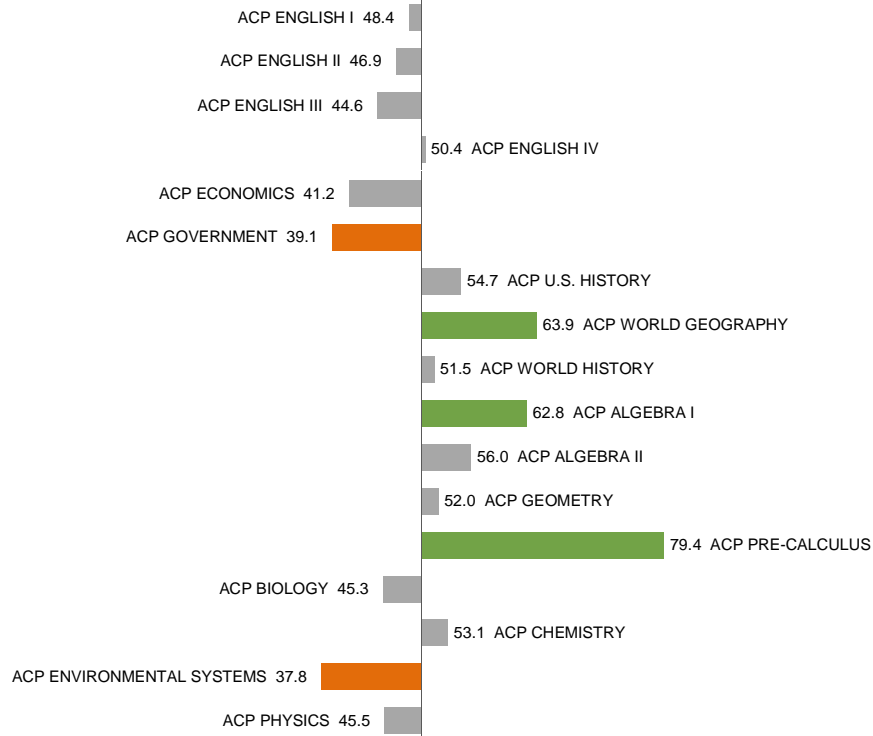 ACP ENGLISH I 48.4
ACP ENGLISH II 46.9
ACP ENGLISH III 44.6
50.4 ACP ENGLISH IV
ACP ECONOMICS 41.2
ACP GOVERNMENT 39.1
54.7 ACP U.S. HISTORY
63.9 ACP WORLD GEOGRAPHY
51.5 ACP WORLD HISTORY
62.8 ACP ALGEBRA I
56.0 ACP ALGEBRA II
52.0 ACP GEOMETRY
79.4 ACP PRE-CALCULUS
ACP BIOLOGY 45.3
53.1 ACP CHEMISTRY
ACP ENVIRONMENTAL SYSTEMS 37.8
ACP PHYSICS 45.5